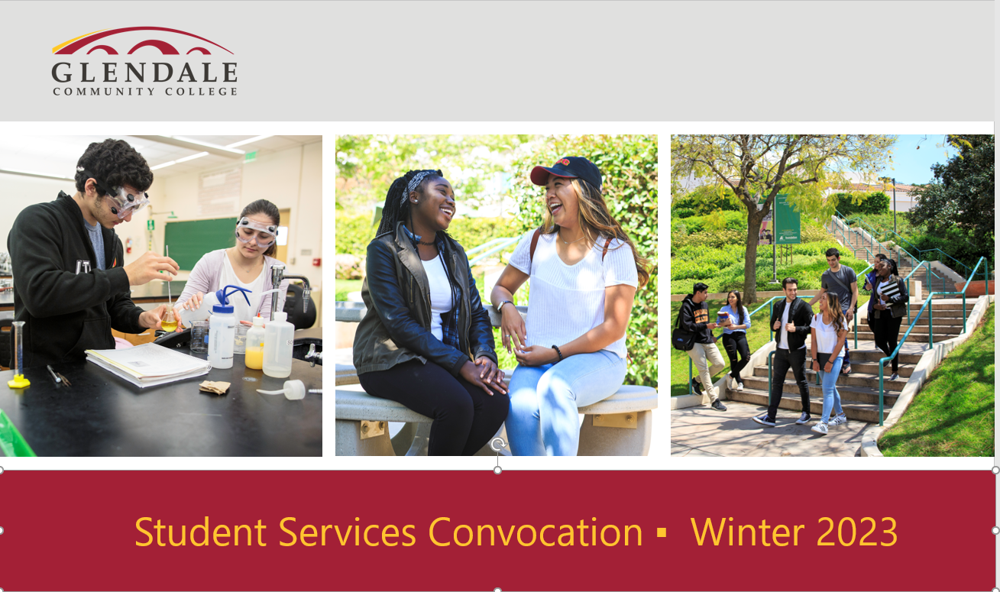 GLENDALE
COMMUNITY COLLEGE
Student Services Convocation ▪ Winter 2023